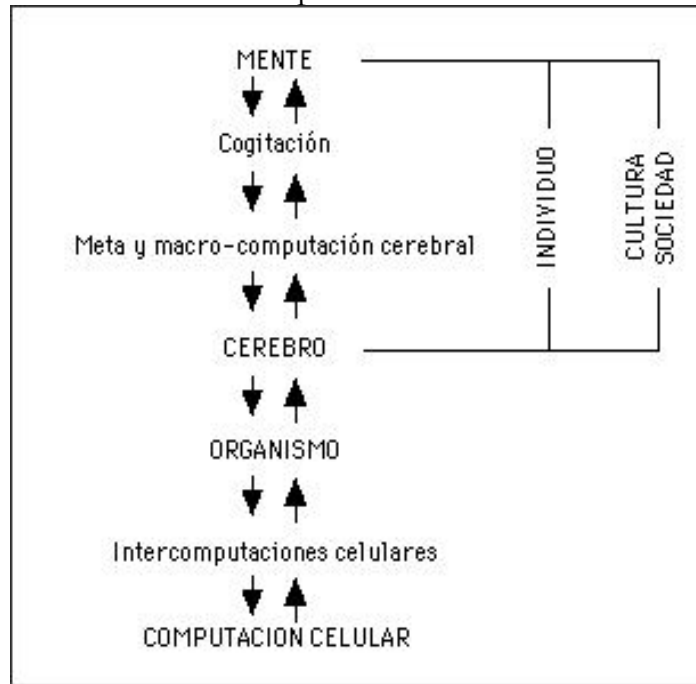 MENTE
Cogitación
Meta y macro-computación cerebral
CEREBRO
ORGANISMO
Intercomputaciones celulares
COMPUTACION CELULAR
INDIVIDUO
CULTURA
SOCIEDAD